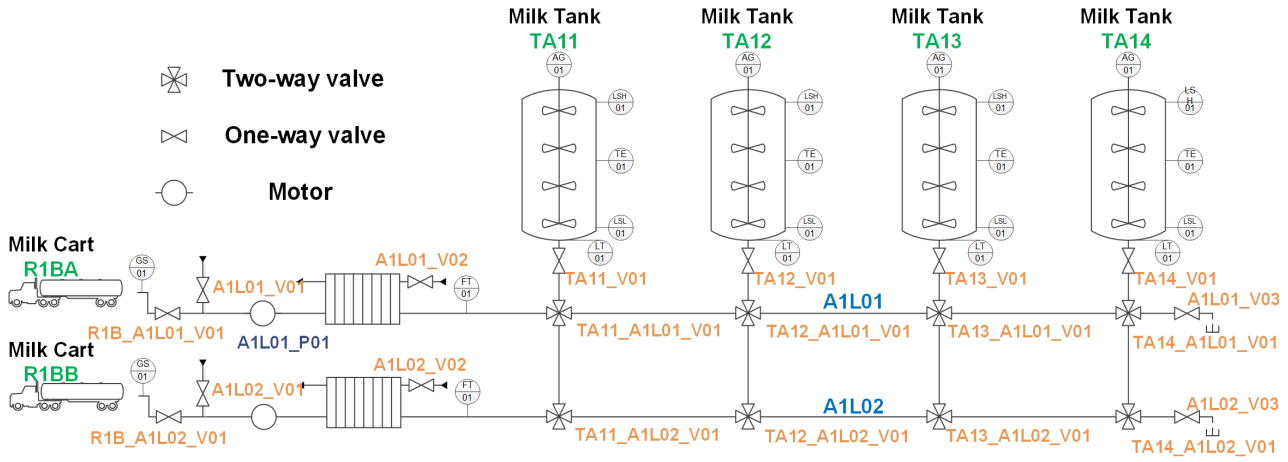 Milk Tank
TA11
Milk Tank
TA12
Milk Tank
TA13
Milk Tank
TA14
AG
01
AG
01
AG
01
AG
01
Two-way valve
One-way valve
Motor
LSH
01
TE
01
LSL
01
LT
01
LSH
01
TE
01
LSL
01
LT
01
LSH
01
TE
01
LSL
01
LT
01
LS
H
01
TE
01
LSL
01
LT
01
TA11_V01
TA12_V01
TA13_V01
TA14_V01
Milk Cart
R1BA
GS
01
A1L01_V01
A1L01_V02
FT
01
R1B_A1L01_V01
A1L01_P01
A1L01
A1L01_V03
TA11_A1L01_V01
TA12_A1L01_V01
TA13_A1L01_V01
TA14_A1L01_V01
Milk Cart
R1BB
GS
01
A1L02_V01
A1L02_V02
FT
01
R1B_A1L02_V01
A1L02
A1L02_V03
TA11_A1L02_V01
TA12_A1L02_V01
TA13_A1L02_V01
TA14_A1L02_V01